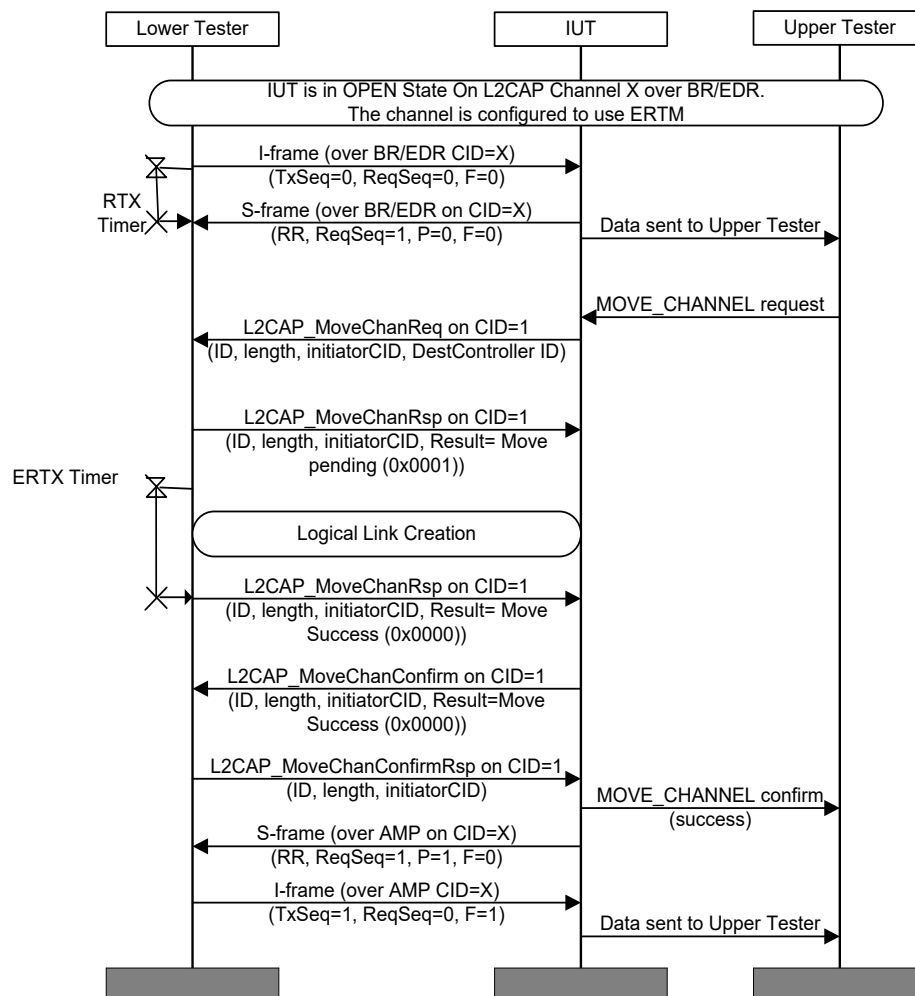 Lower Tester
IUT
Upper Tester
IUT is in OPEN State On L2CAP Channel X over BR/EDR.
The channel is configured to use ERTM
I-frame (over BR/EDR CID=X)
(TxSeq=0, ReqSeq=0, F=0)
RTX
Timer
S-frame (over BR/EDR on CID=X)
(RR, ReqSeq=1, P=0, F=0)
Data sent to Upper Tester
MOVE_CHANNEL request
L2CAP_MoveChanReq on CID=1
(ID, length, initiatorCID, DestController ID)
L2CAP_MoveChanRsp on CID=1
(ID, length, initiatorCID, Result= Move
pending (0x0001))
ERTX Timer
Logical Link Creation
L2CAP_MoveChanRsp on CID=1
(ID, length, initiatorCID, Result= Move
Success (0x0000))
L2CAP_MoveChanConfirm on CID=1
(ID, length, initiatorCID, Result=Move
Success (0x0000))
L2CAP_MoveChanConfirmRsp on CID=1
(ID, length, initiatorCID)
MOVE_CHANNEL confirm
(success)
S-frame (over AMP on CID=X)
(RR, ReqSeq=1, P=1, F=0)
I-frame (over AMP CID=X)
(TxSeq=1, ReqSeq=0, F=1)
Data sent to Upper Tester